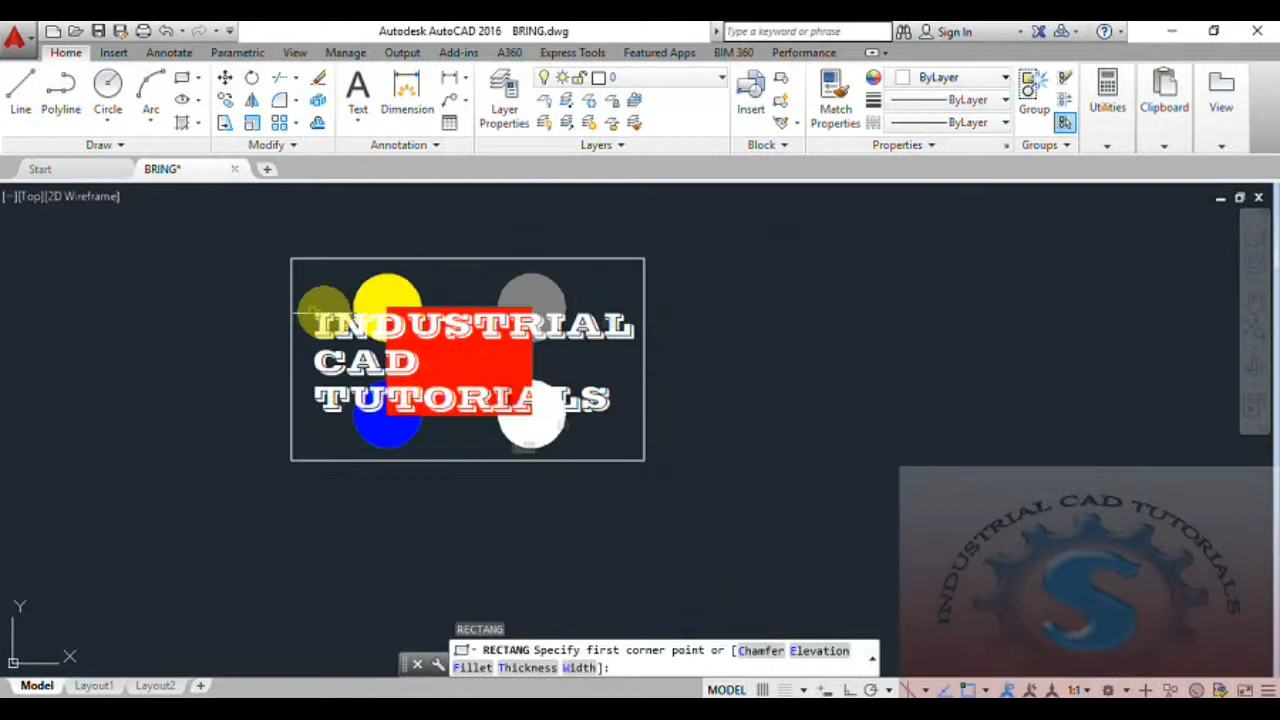 Autodesk AutoCAD 2016 BRING.dwg
Type a keyword or phrase
Sign In
Home Insert Annotate Parametric View Manage Output Add-ins A360 Express Tools Featured Apps BIM 360 Performance
Line Polyline Circle Arc
Text Dimension
Layer Properties
0
Insert
Match Properties
ByLayer
ByLayer
ByLayer
Group
Utilities Clipboard View
Draw Modify Annotation Layers Block Properties Groups
Start BRING*
[−][Top][2D Wireframe]
INDUSTRIAL
CAD
TUTORIALS
INDUSTRIAL CAD TUTORIALS
S
Y
X
RECTANG
RECTANG Specify first corner point or [Chamfer Elevation
Fillet Thickness Width]:
Model Layout1 Layout2
MODEL
1:1